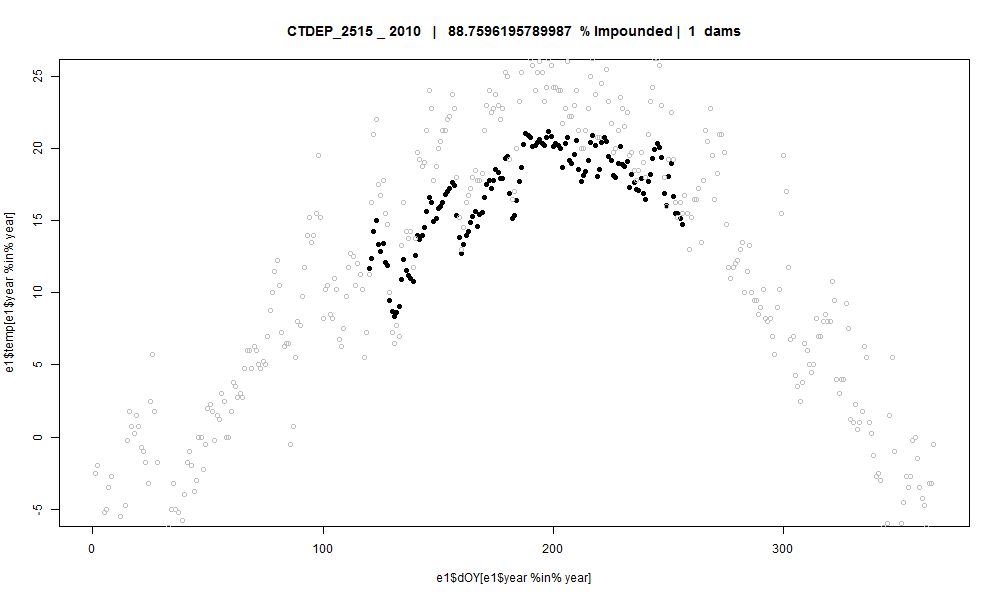 CTDEP_2515 _ 2010 | 88.7596195789987 % Impounded | 1 dams
e1$temp[e1$year %in% year]
25
20
15
10
5
0
-5
0 100 200 300
e1$dOY[e1$year %in% year]